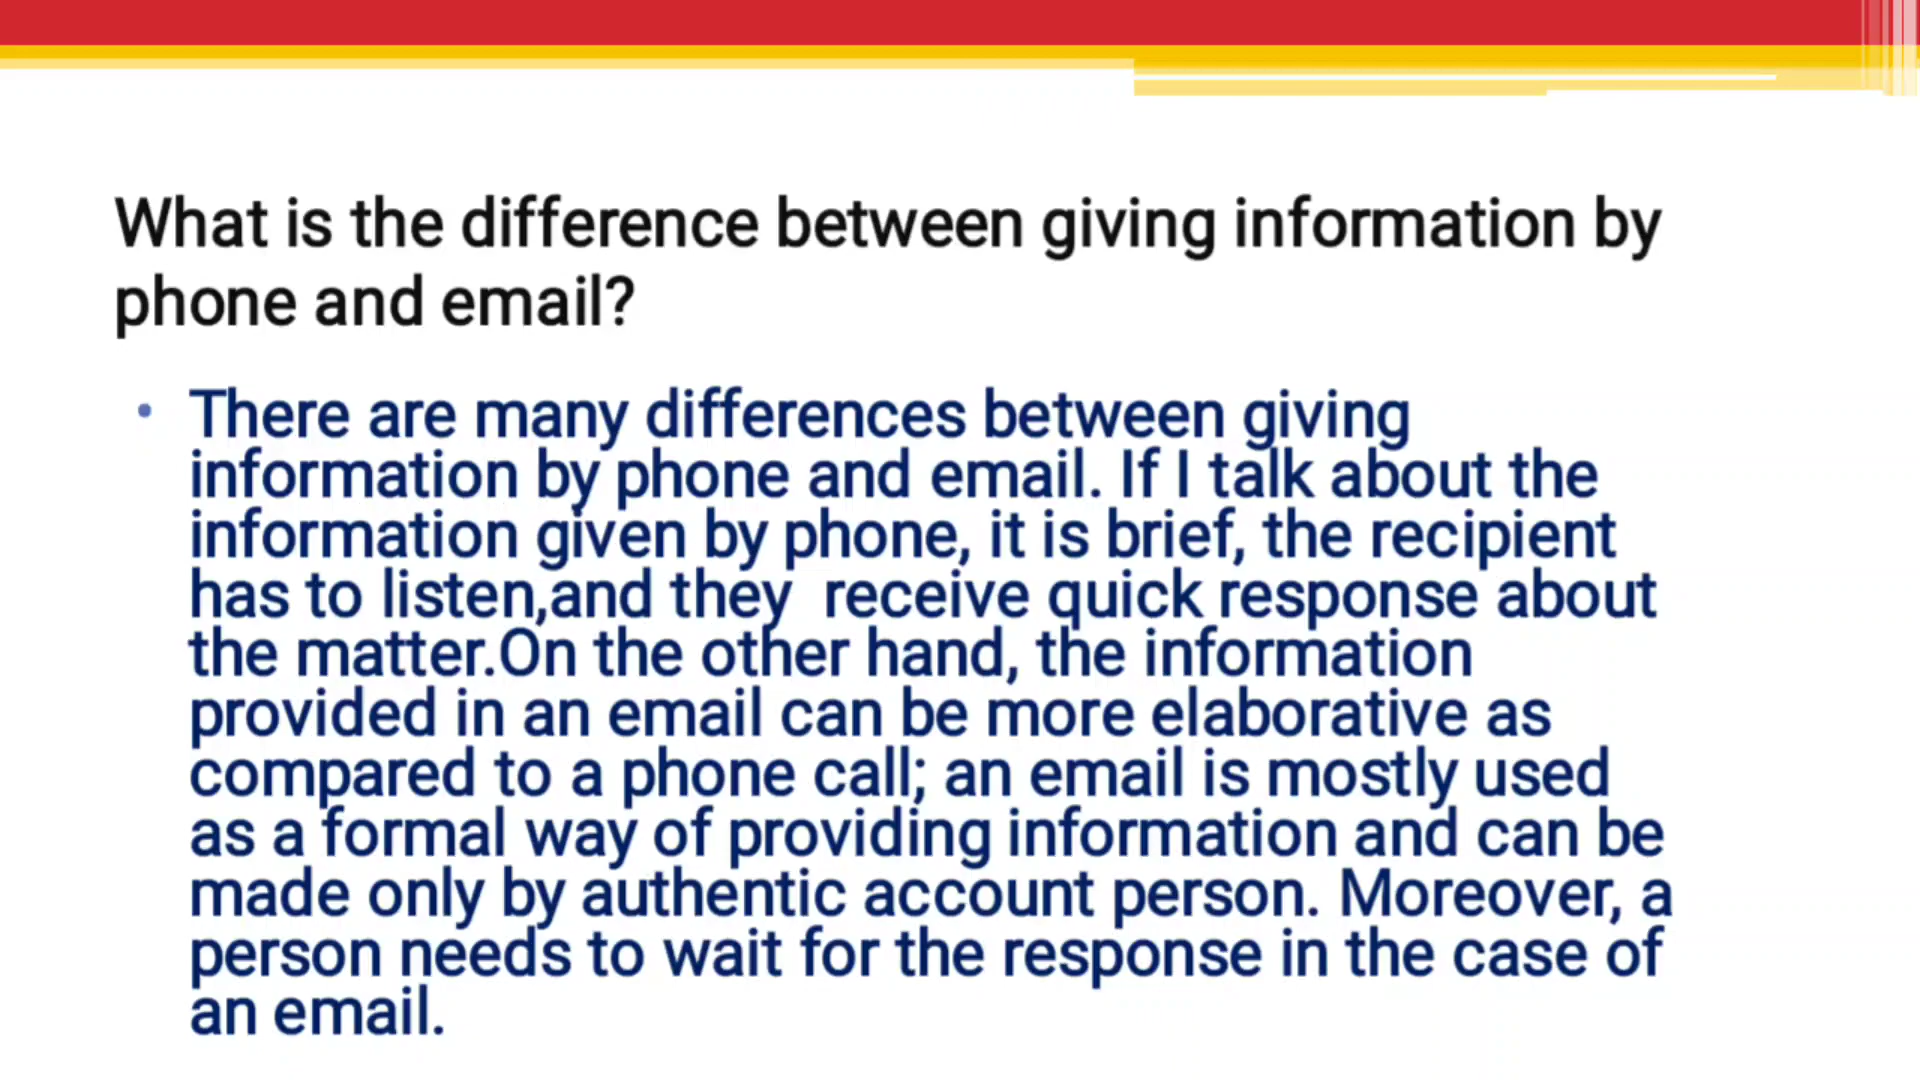 What is the difference between giving information by
phone and email?
• There are many differences between giving
information by phone and email. If I talk about the
information given by phone, it is brief, the recipient
has to listen,and they  receive quick response about
the matter.On the other hand, the information
provided in an email can be more elaborative as
compared to a phone call; an email is mostly used
as a formal way of providing information and can be
made only by authentic account person. Moreover, a
person needs to wait for the response in the case of
an email.